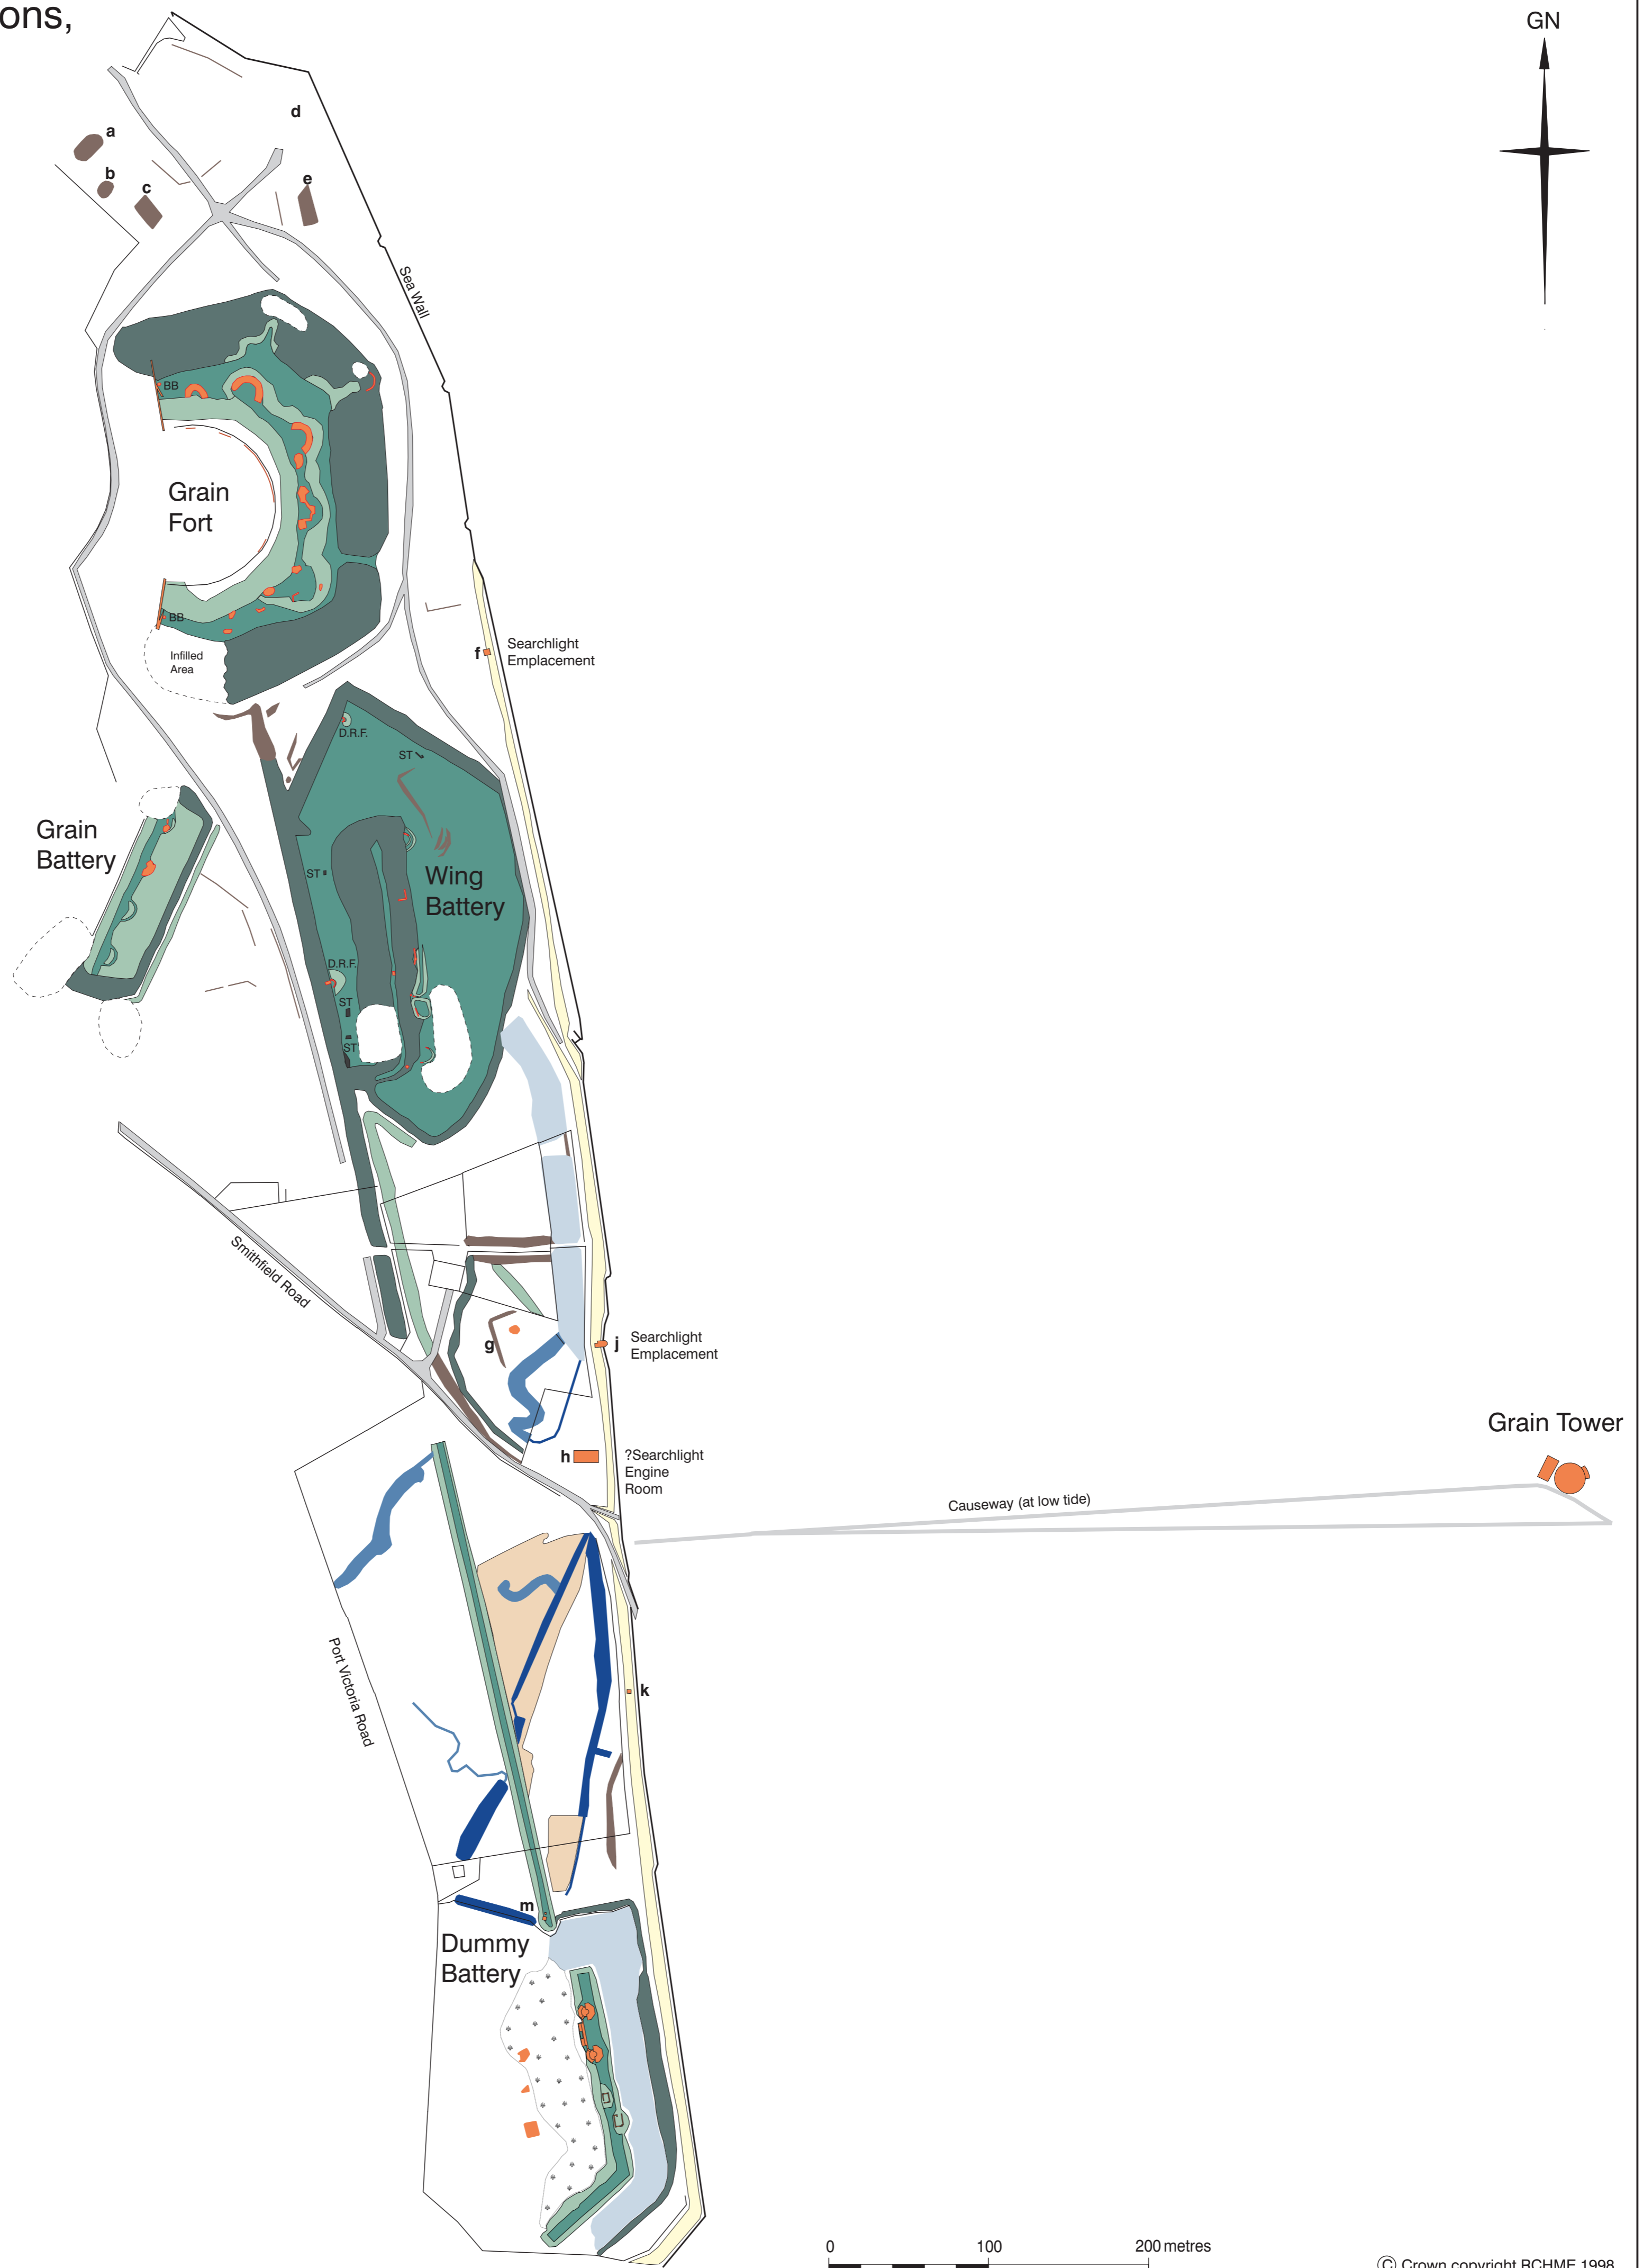 ons,
GN
d
a
b
c
e
Sea Wall
BB
Grain
Fort
BB
Infilled
Area
f
Searchlight
Emplacement
D.R.F.
ST
Grain
Battery
ST
Wing
Battery
D.R.F.
ST
ST
Smithfield Road
g
j
Searchlight
Emplacement
h
?Searchlight
Engine
Room
Grain Tower
Causeway (at low tide)
Port Victoria Road
k
m
Dummy
Battery
0 100 200 metres
© Crown copyright RCHME 1998